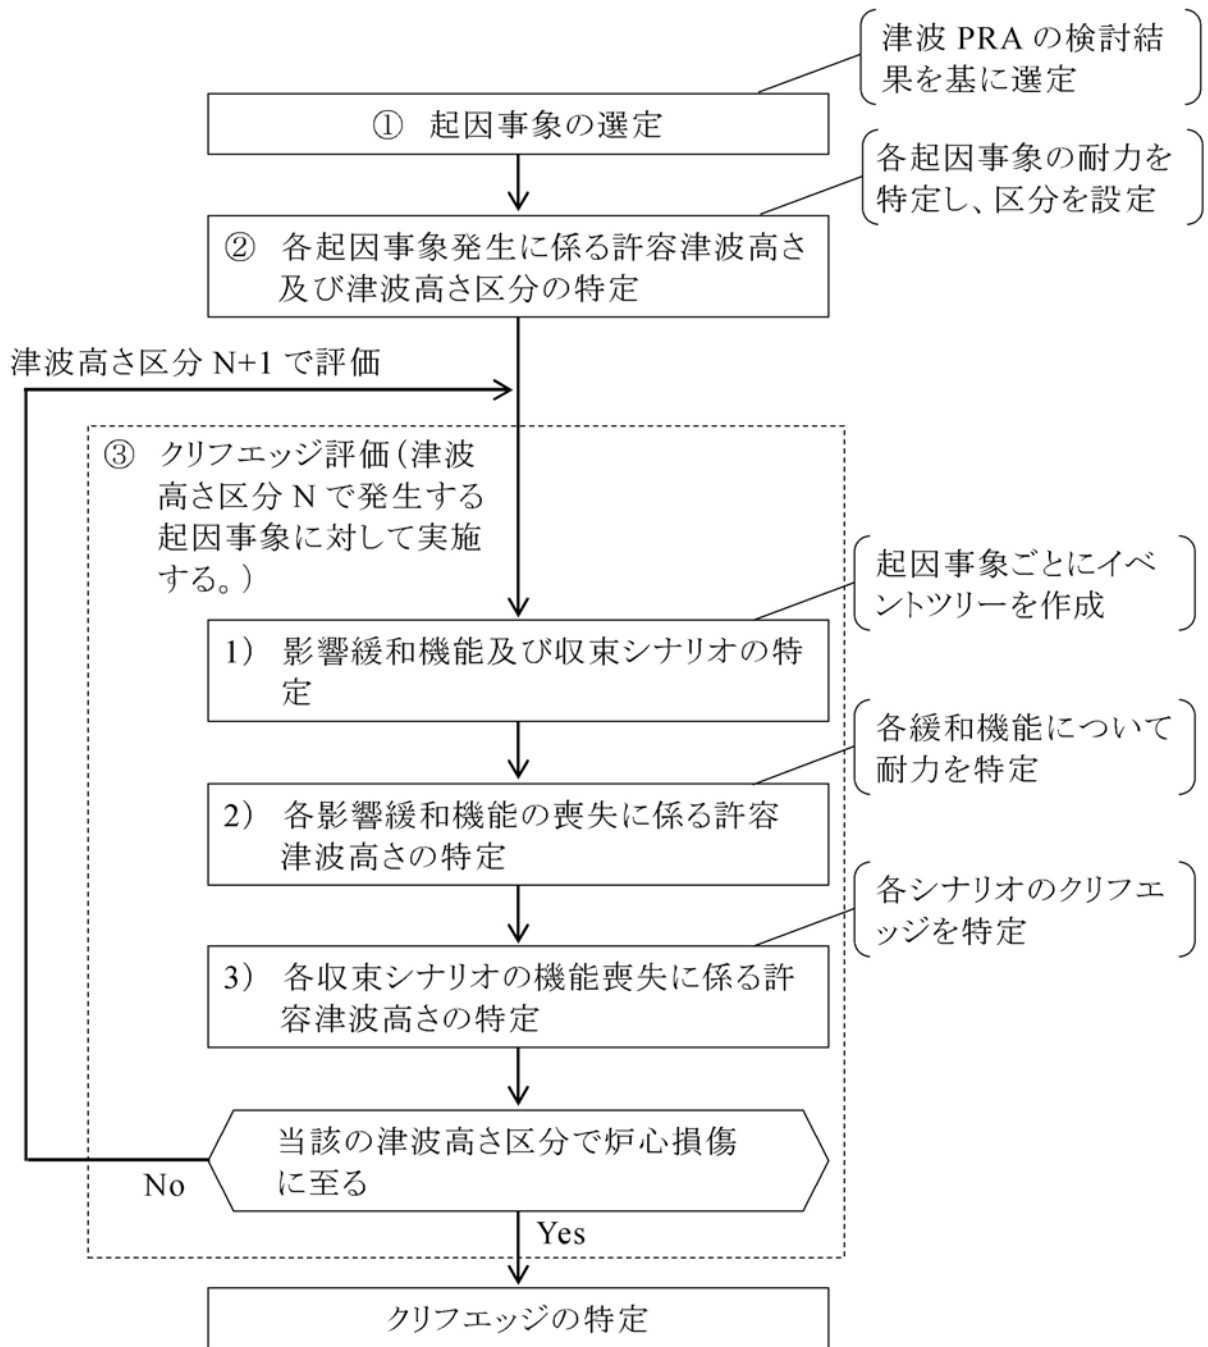 津波 PRA の検討結
果を基に選定
① 起因事象の選定
各起因事象の耐力を
特定し、区分を設定
② 各起因事象発生に係る許容津波高さ
及び津波高さ区分の特定
津波高さ区分 N+1 で評価
③ クリフエッジ評価（津波
高さ区分 N で発生する
起因事象に対して実施
する。）
起因事象ごとにイベ
ントツリーを作成
1） 影響緩和機能及び収束シナリオの特
定
各緩和機能について
耐力を特定
2） 各影響緩和機能の喪失に係る許容
津波高さの特定
各シナリオのクリフエ
ッジを特定
3） 各収束シナリオの機能喪失に係る許
容津波高さの特定
当該の津波高さ区分で炉心損傷
に至る
No
Yes
クリフエッジの特定